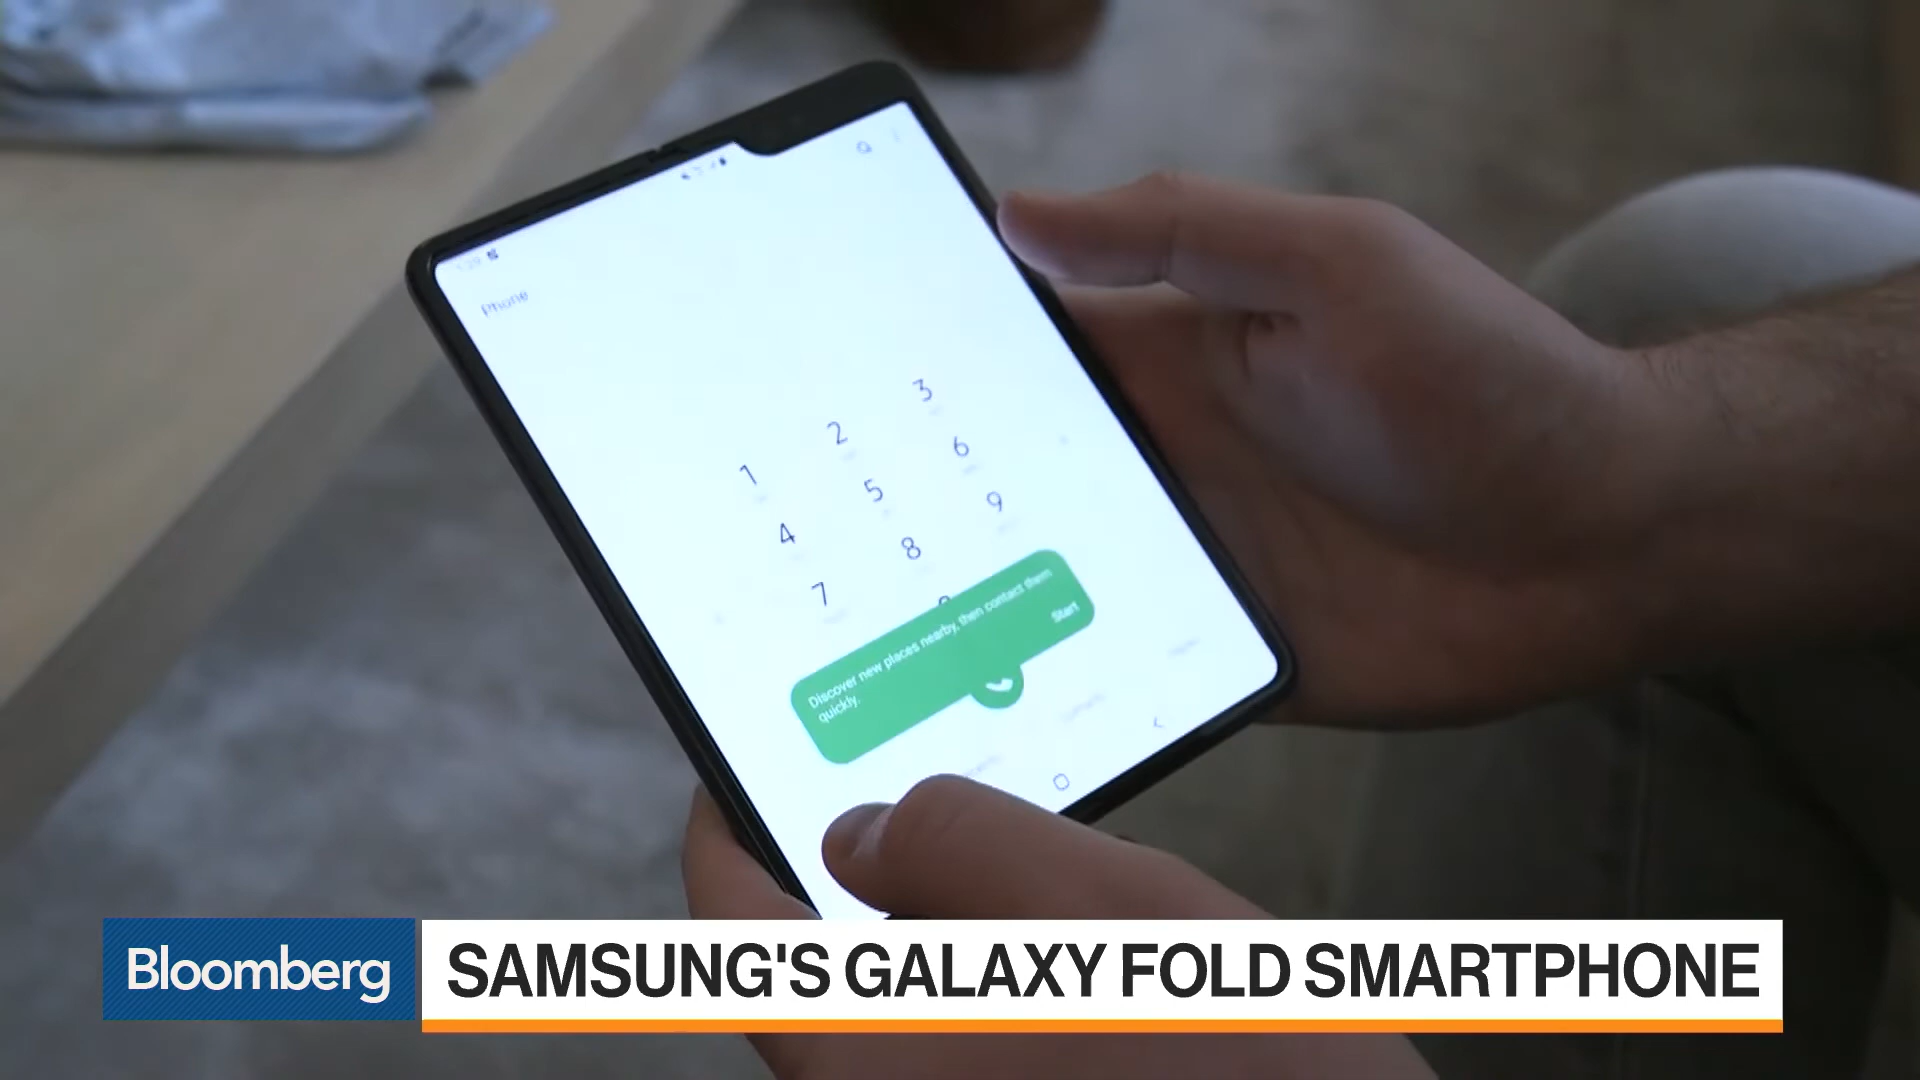 Phone
1 2 3
4 5 6
7 8 9
Discover new places nearby, then contact them
quickly.
Start
Bloomberg
SAMSUNG'S GALAXY FOLD SMARTPHONE